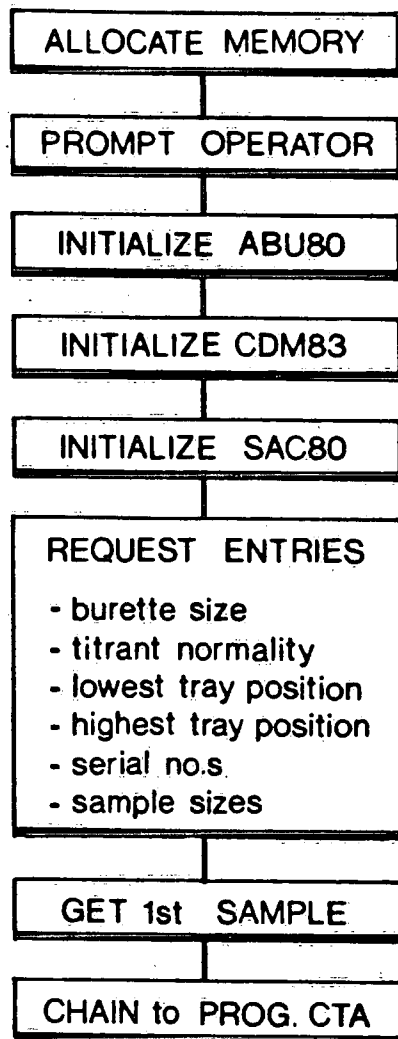 ALLOCATE MEMORY
PROMPT OPERATOR
INITIALIZE ABU80
INITIALIZE CDM83
INITIALIZE SAC80
REQUEST ENTRIES
- burette size
- titrant normality
- lowest tray position
- highest tray position
- serial no.s
- sample sizes
GET 1st SAMPLE
CHAIN to PROG. CTA